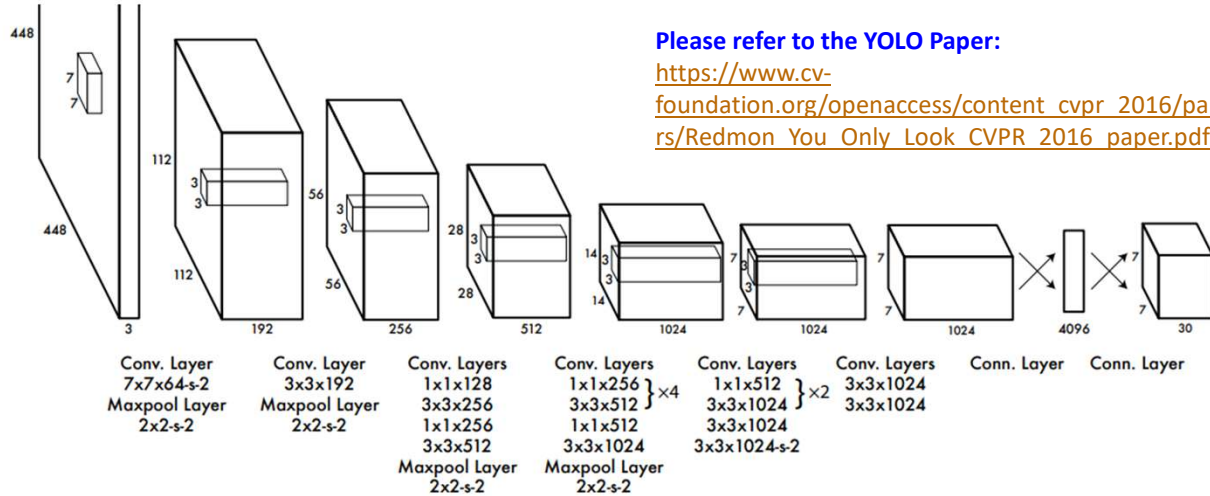 Please refer to the YOLO Paper:
https://www.cv-
foundation.org/openaccess/content_cvpr_2016/pa
rs/Redmon_You_Only_Look_CVPR_2016_paper.pdf
448
7
7
448
3
112
3
3
112
192
56
3
3
56
256
28
3
3
28
512
14
3
3
14
1024
7
3
3
7
1024
7
7
1024
4096
7
7
30
Conv. Layer
7x7x64-s-2
Maxpool Layer
2x2-s-2
Conv. Layer
3x3x192
Maxpool Layer
2x2-s-2
Conv. Layers
1x1x128
3x3x256
1x1x256
3x3x512
Maxpool Layer
2x2-s-2
Conv. Layers
1x1x256
3x3x512 } ×4
1x1x512
3x3x1024
Maxpool Layer
2x2-s-2
Conv. Layers
1x1x512
3x3x1024 } ×2
3x3x1024
3x3x1024-s-2
Conv. Layers
3x3x1024
3x3x1024
Conn. Layer
Conn. Layer